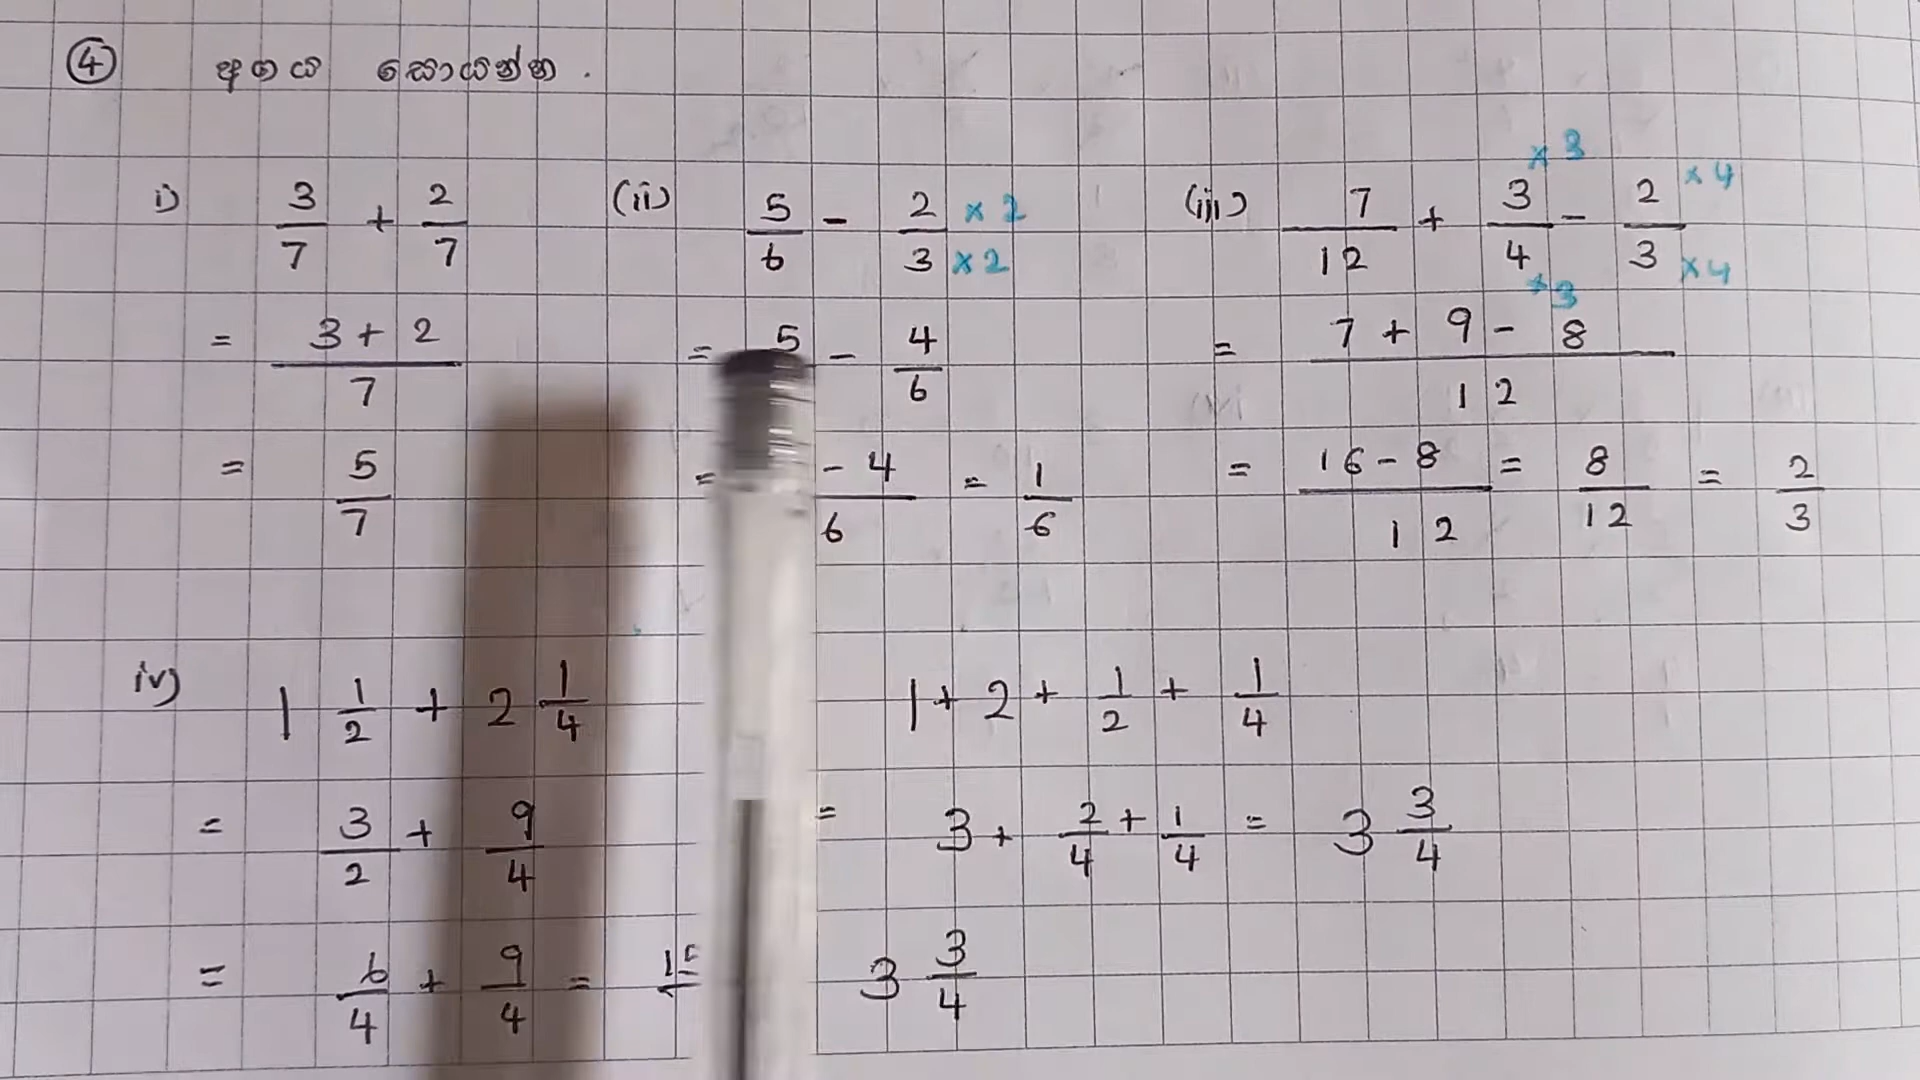 ④ අගය සොයන්න .
i) 3/7 + 2/7
= (3 + 2)/7
= 5/7
(ii) 5/6 - 2/3 × 2 × 2
= 5 - 4/6
= - 4/6 = 1/6
(iii) 7/12 + 3/4 - 2/3 × 3 × 3 × 4 × 4
= (7 + 9 - 8)/12
= (16 - 8)/12 = 8/12 = 2/3
iv) 1 1/2 + 2 1/4
= 3/2 + 9/4
= 6/4 + 9/4 =
1 + 2 + 1/2 + 1/4
= 3 + 2/4 + 1/4 = 3 3/4
3 3/4